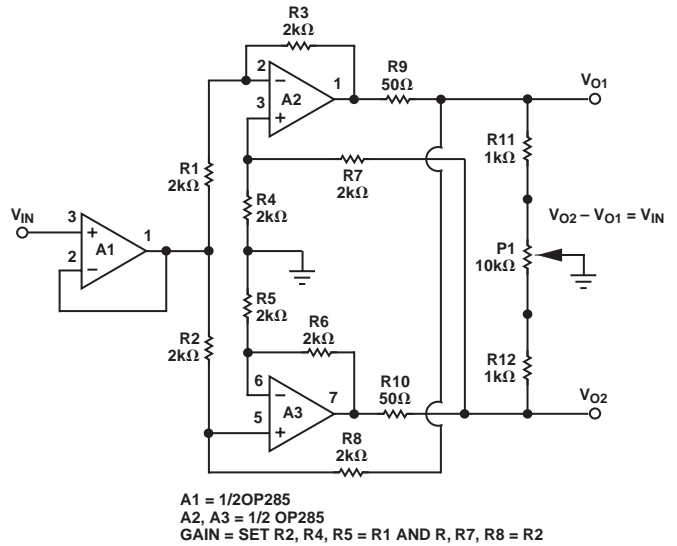 R3
2kΩ
2
1
3
A2
R9
50Ω
VO1
R1
2kΩ
R7
2kΩ
R11
1kΩ
R4
2kΩ
VIN
3
1
2
A1
VO2 – VO1 = VIN
P1
10kΩ
R5
2kΩ
R2
2kΩ
R6
2kΩ
R12
1kΩ
6
7
5
A3
R10
50Ω
VO2
R8
2kΩ
A1 = 1/2OP285
A2, A3 = 1/2 OP285
GAIN = SET R2, R4, R5 = R1 AND R, R7, R8 = R2